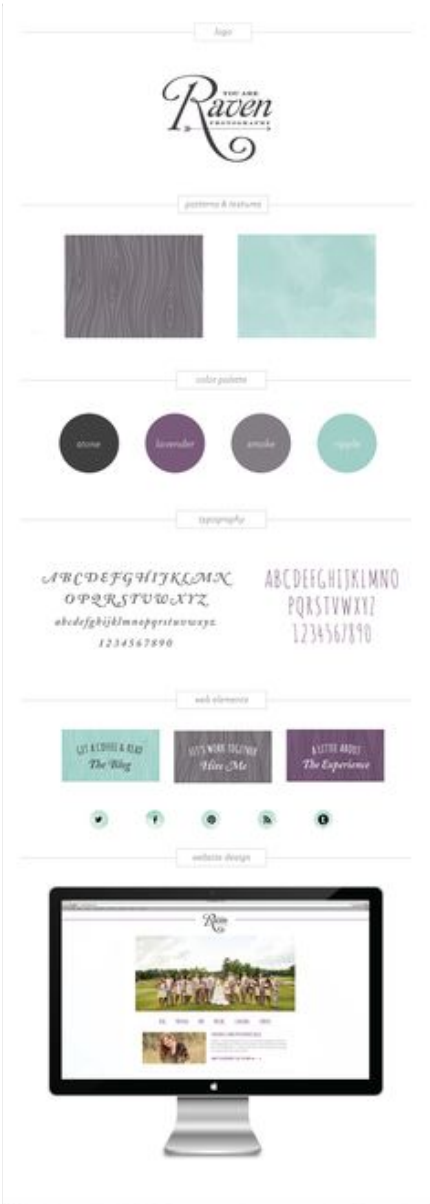 logo
YOU ARE
Raven
PHOTOGRAPHY
patterns & textures
color palette
stone
lavender
smoke
ripple
typography
ABCDEFGHIJKLMN
OPQRSTUVWXYZ
abcdefghijklmnopqrstuvwxyz
1234567890
ABCDEFGHIJKLMNO
PQRSTVWXYZ
1234567890
web elements
GET A COFFEE & READ
The Blog
LET'S WORK TOGETHER
Hire Me
A LITTLE ABOUT
The Experience
website design
Raven